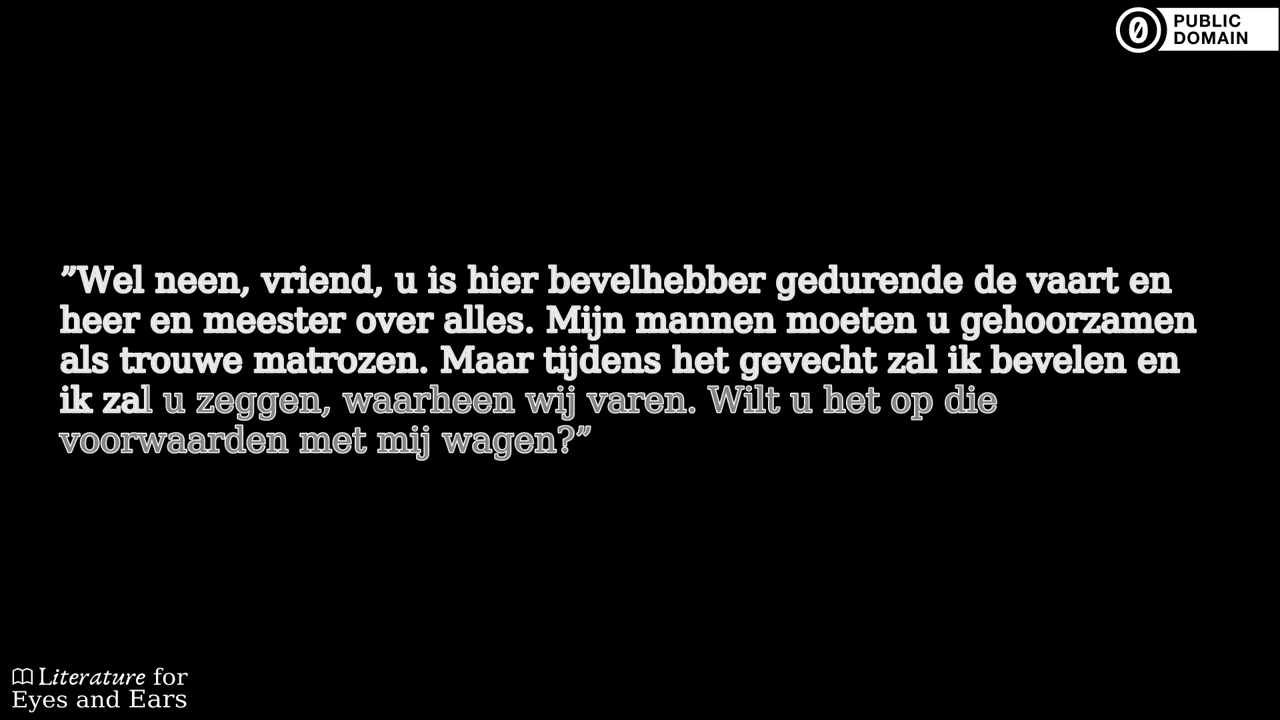 PUBLIC
DOMAIN
”Wel neen, vriend, u is hier bevelhebber gedurende de vaart en
heer en meester over alles. Mijn mannen moeten u gehoorzamen
als trouwe matrozen. Maar tijdens het gevecht zal ik bevelen en
ik zal u zeggen, waarheen wij varen. Wilt u het op die
voorwaarden met mij wagen?”
Literature for
Eyes and Ears